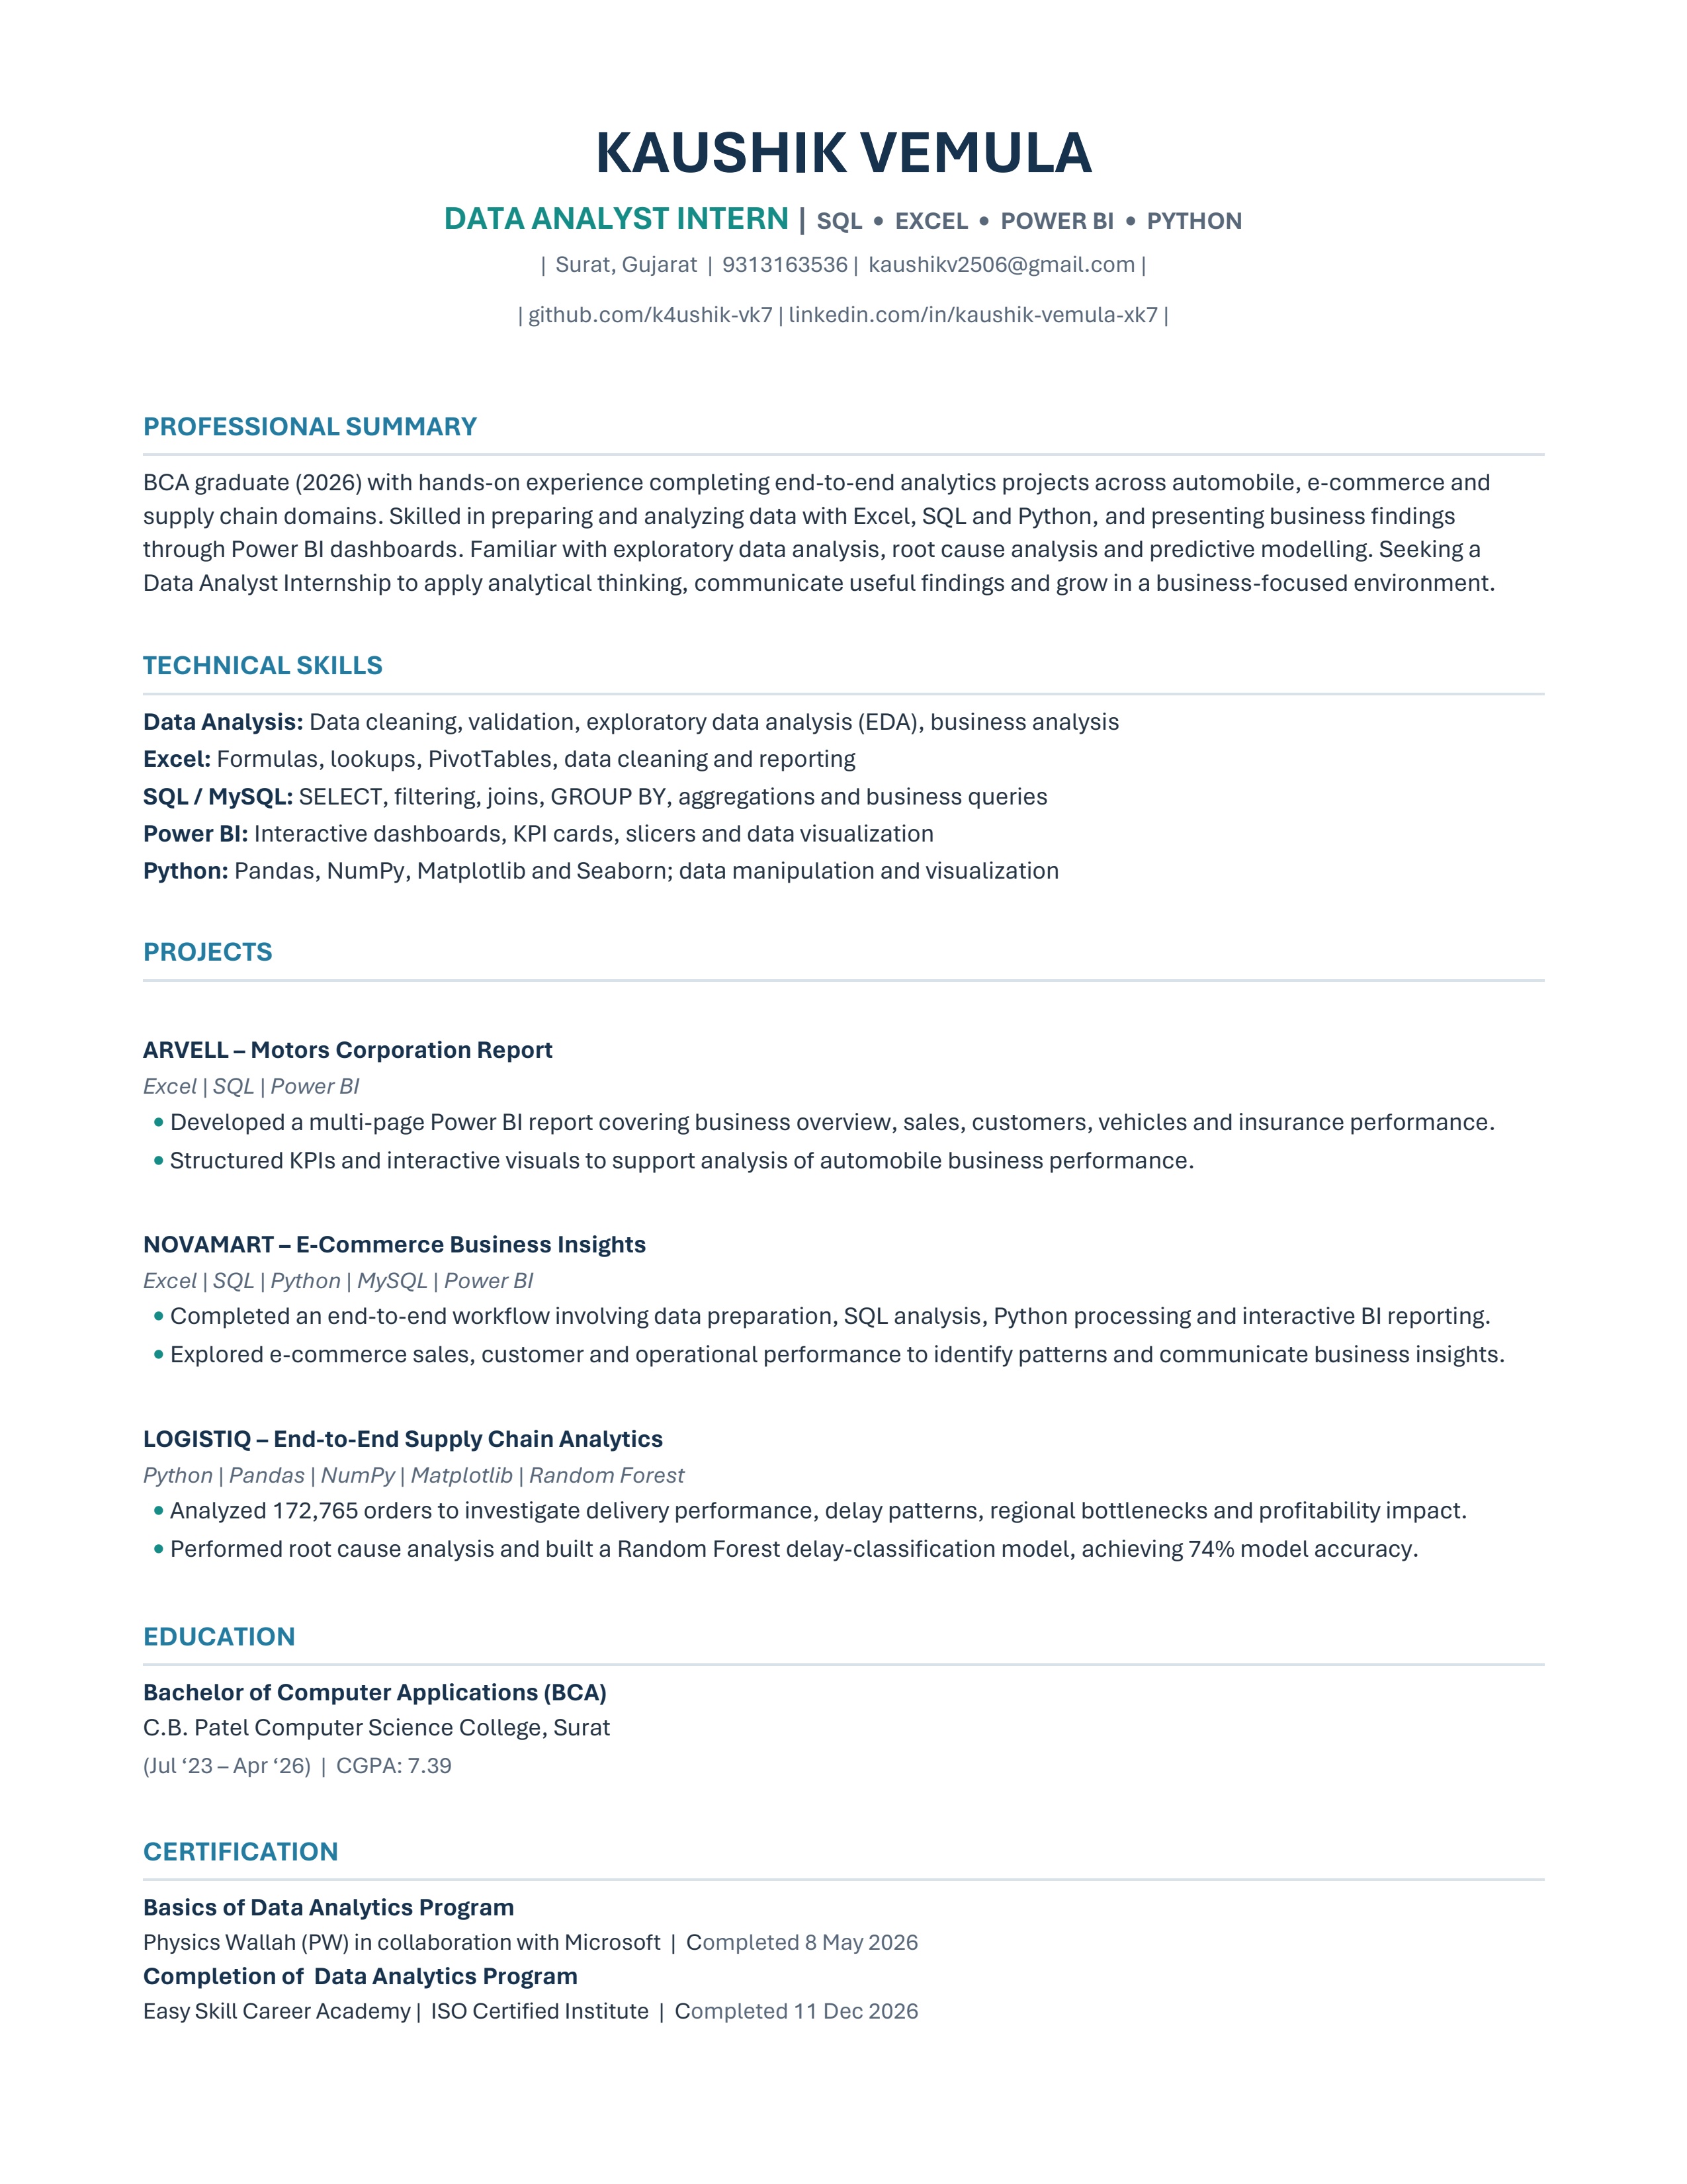 KAUSHIK VEMULA
DATA ANALYST INTERN | SQL • EXCEL • POWER BI • PYTHON
| Surat, Gujarat | 9313163536 | kaushikv2506@gmail.com |
| github.com/k4ushik-vk7 | linkedin.com/in/kaushik-vemula-xk7 |
PROFESSIONAL SUMMARY
BCA graduate (2026) with hands-on experience completing end-to-end analytics projects across automobile, e-commerce and
supply chain domains. Skilled in preparing and analyzing data with Excel, SQL and Python, and presenting business findings
through Power BI dashboards. Familiar with exploratory data analysis, root cause analysis and predictive modelling. Seeking a
Data Analyst Internship to apply analytical thinking, communicate useful findings and grow in a business-focused environment.
TECHNICAL SKILLS
Data Analysis: Data cleaning, validation, exploratory data analysis (EDA), business analysis
Excel: Formulas, lookups, PivotTables, data cleaning and reporting
SQL / MySQL: SELECT, filtering, joins, GROUP BY, aggregations and business queries
Power BI: Interactive dashboards, KPI cards, slicers and data visualization
Python: Pandas, NumPy, Matplotlib and Seaborn; data manipulation and visualization
PROJECTS
ARVELL – Motors Corporation Report
Excel | SQL | Power BI
• Developed a multi-page Power BI report covering business overview, sales, customers, vehicles and insurance performance.
• Structured KPIs and interactive visuals to support analysis of automobile business performance.
NOVAMART – E-Commerce Business Insights
Excel | SQL | Python | MySQL | Power BI
• Completed an end-to-end workflow involving data preparation, SQL analysis, Python processing and interactive BI reporting.
• Explored e-commerce sales, customer and operational performance to identify patterns and communicate business insights.
LOGISTIQ – End-to-End Supply Chain Analytics
Python | Pandas | NumPy | Matplotlib | Random Forest
• Analyzed 172,765 orders to investigate delivery performance, delay patterns, regional bottlenecks and profitability impact.
• Performed root cause analysis and built a Random Forest delay-classification model, achieving 74% model accuracy.
EDUCATION
Bachelor of Computer Applications (BCA)
C.B. Patel Computer Science College, Surat
(Jul ‘23 – Apr ‘26) | CGPA: 7.39
CERTIFICATION
Basics of Data Analytics Program
Physics Wallah (PW) in collaboration with Microsoft | Completed 8 May 2026
Completion of Data Analytics Program
Easy Skill Career Academy | ISO Certified Institute | Completed 11 Dec 2026